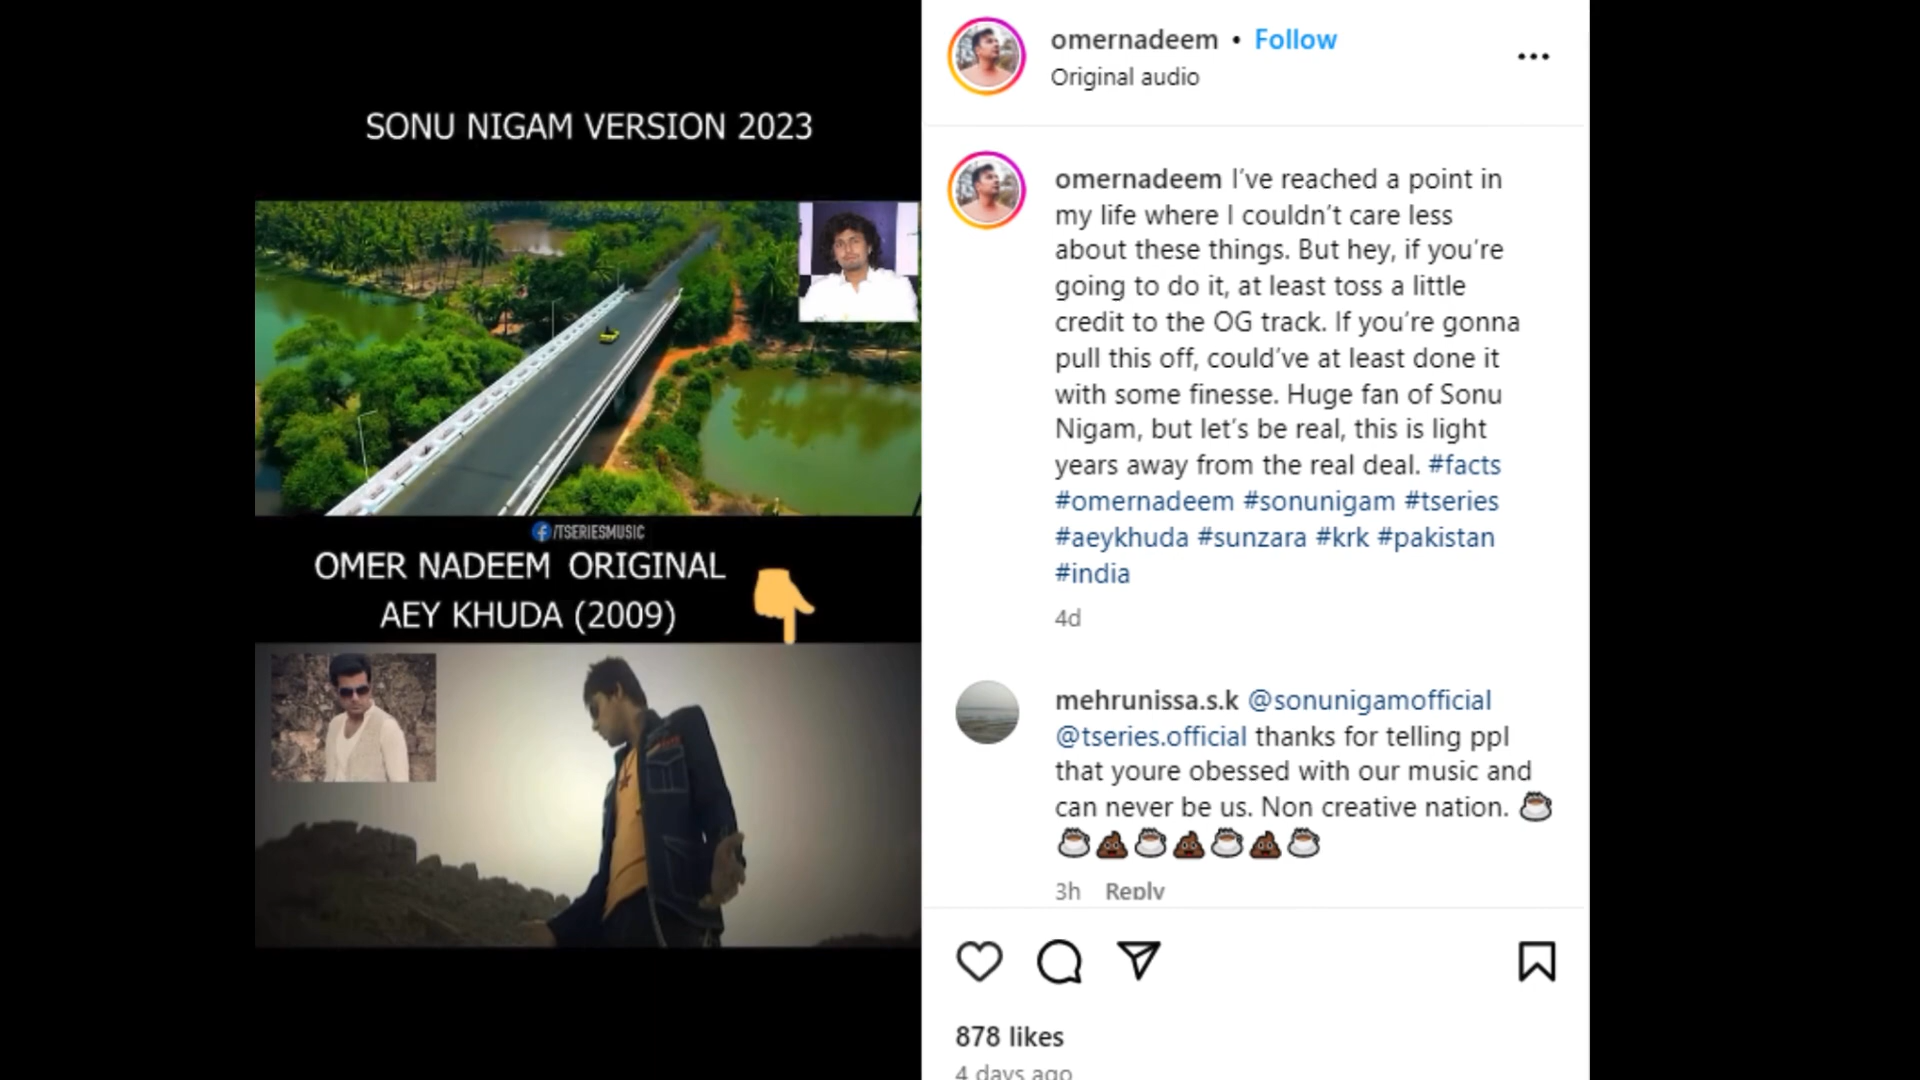 SONU NIGAM VERSION 2023
/TSERIESMUSIC
OMER NADEEM ORIGINAL
AEY KHUDA (2009)
omernadeem • Follow
Original audio
omernadeem I've reached a point in
my life where I couldn't care less
about these things. But hey, if you're
going to do it, at least toss a little
credit to the OG track. If you're gonna
pull this off, could've at least done it
with some finesse. Huge fan of Sonu
Nigam, but let's be real, this is light
years away from the real deal. #facts
#omernadeem #sonunigam #tseries
#aeykhuda #sunzara #krk #pakistan
#india
4d
mehrunissa.s.k @sonunigamofficial
@tseries.official thanks for telling ppl
that youre obessed with our music and
can never be us. Non creative nation. ☕
☕💩☕💩☕💩☕
3h Reply
878 likes
4 days ago